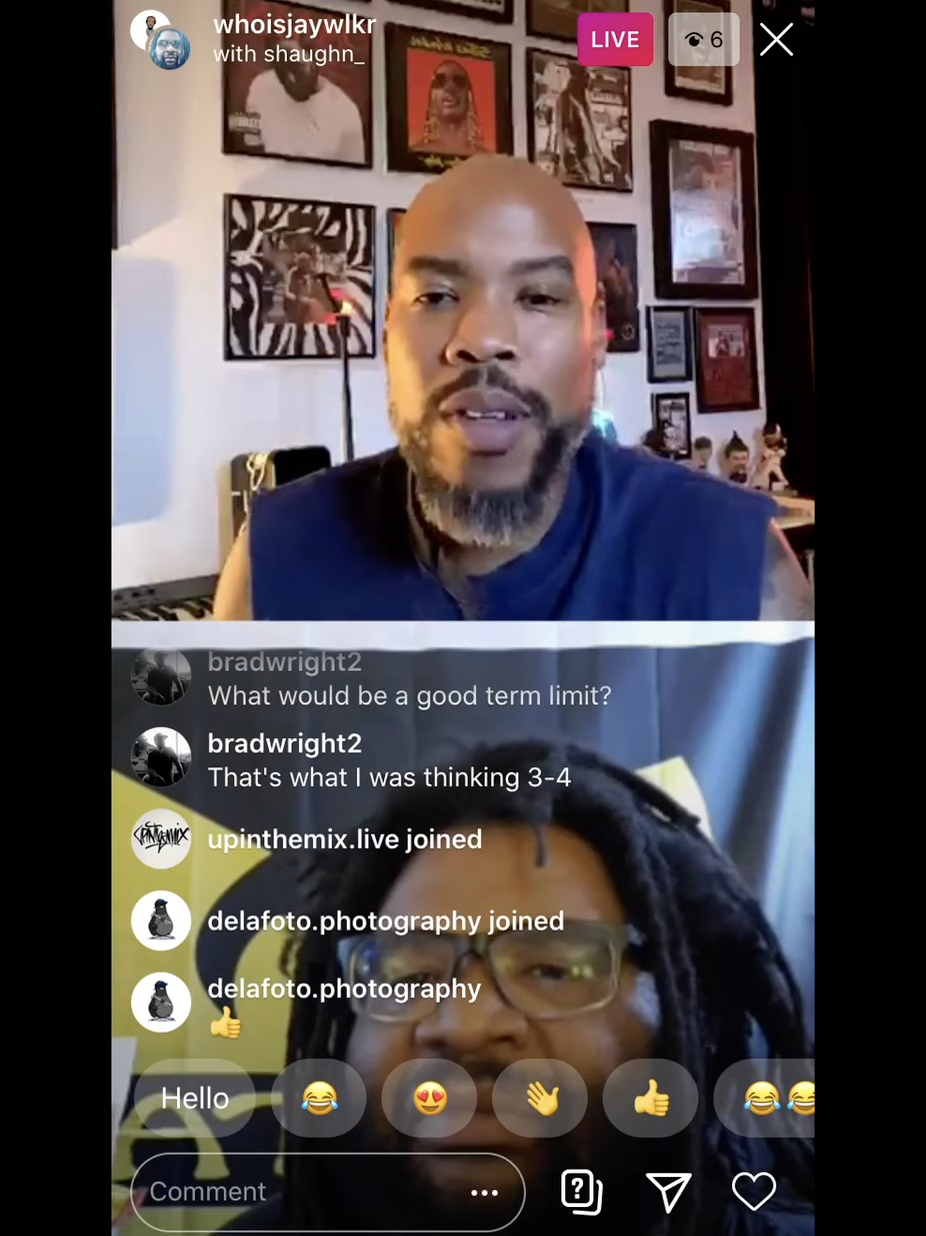 whoisjaywlkr
with shaughn_
LIVE
6
bradwright2
What would be a good term limit?
bradwright2
That's what I was thinking 3-4
upinthemix.live joined
delafoto.photography joined
delafoto.photography
👍
Hello 😂 😍 👋 👍 😂😂
Comment